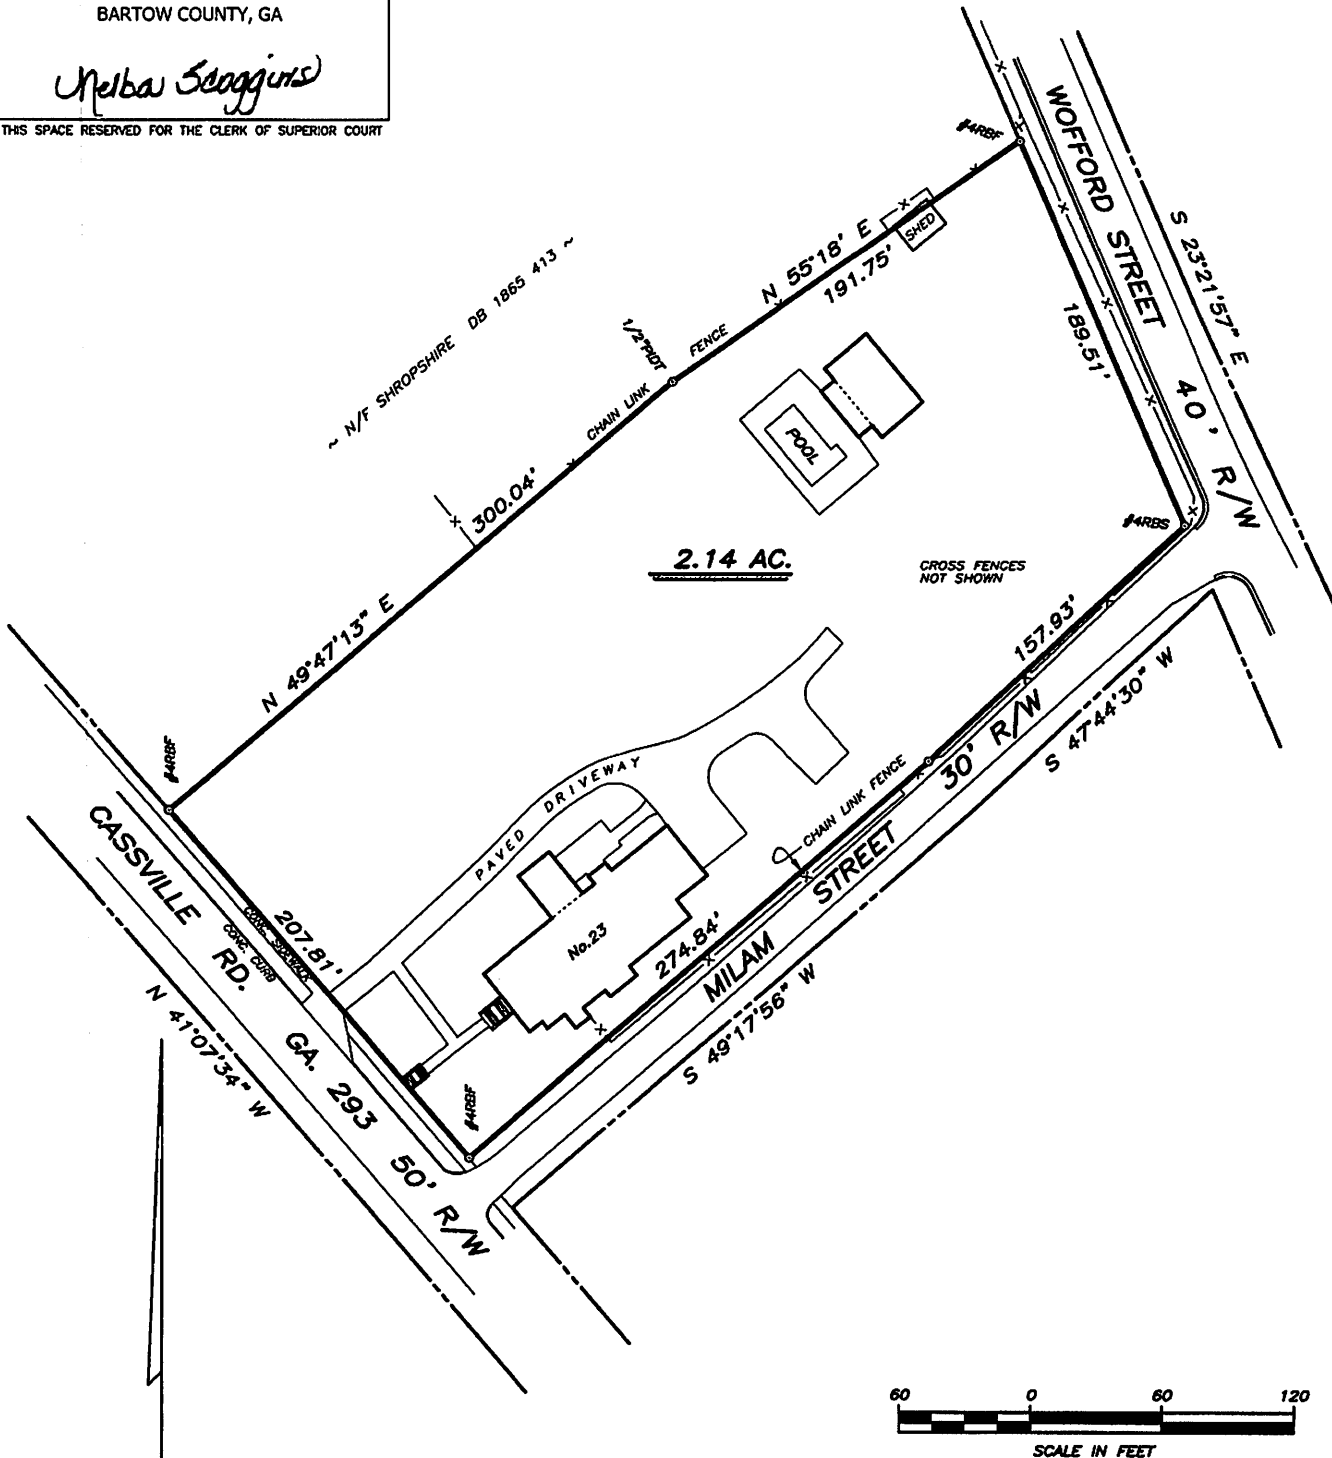 BARTOW COUNTY, GA
Melba Scoggins
THIS SPACE RESERVED FOR THE CLERK OF SUPERIOR COURT
#4RBF
WOFFORD STREET 40' R/W
S 23°21'57" E
SHED
N 55°18' E
191.75'
~ N/F SHROPSHIRE DB 1865 413 ~
1/2"PIDT
CHAIN LINK FENCE
189.51'
POOL
300.04'
#4RBS
2.14 AC.
CROSS FENCES
NOT SHOWN
N 49°47'13" E
157.93'
30' R/W
S 47°44'30" W
#4RBF
PAVED DRIVEWAY
CHAIN LINK FENCE
CASSVILLE RD.
GA. 293 50' R/W
207.81'
CONC. SIDEWALK
CONC. CURB
No.23
274.84'
MILAM STREET
S 49°17'56" W
N 41°07'34" W
#4RBF
60 0 60 120
SCALE IN FEET